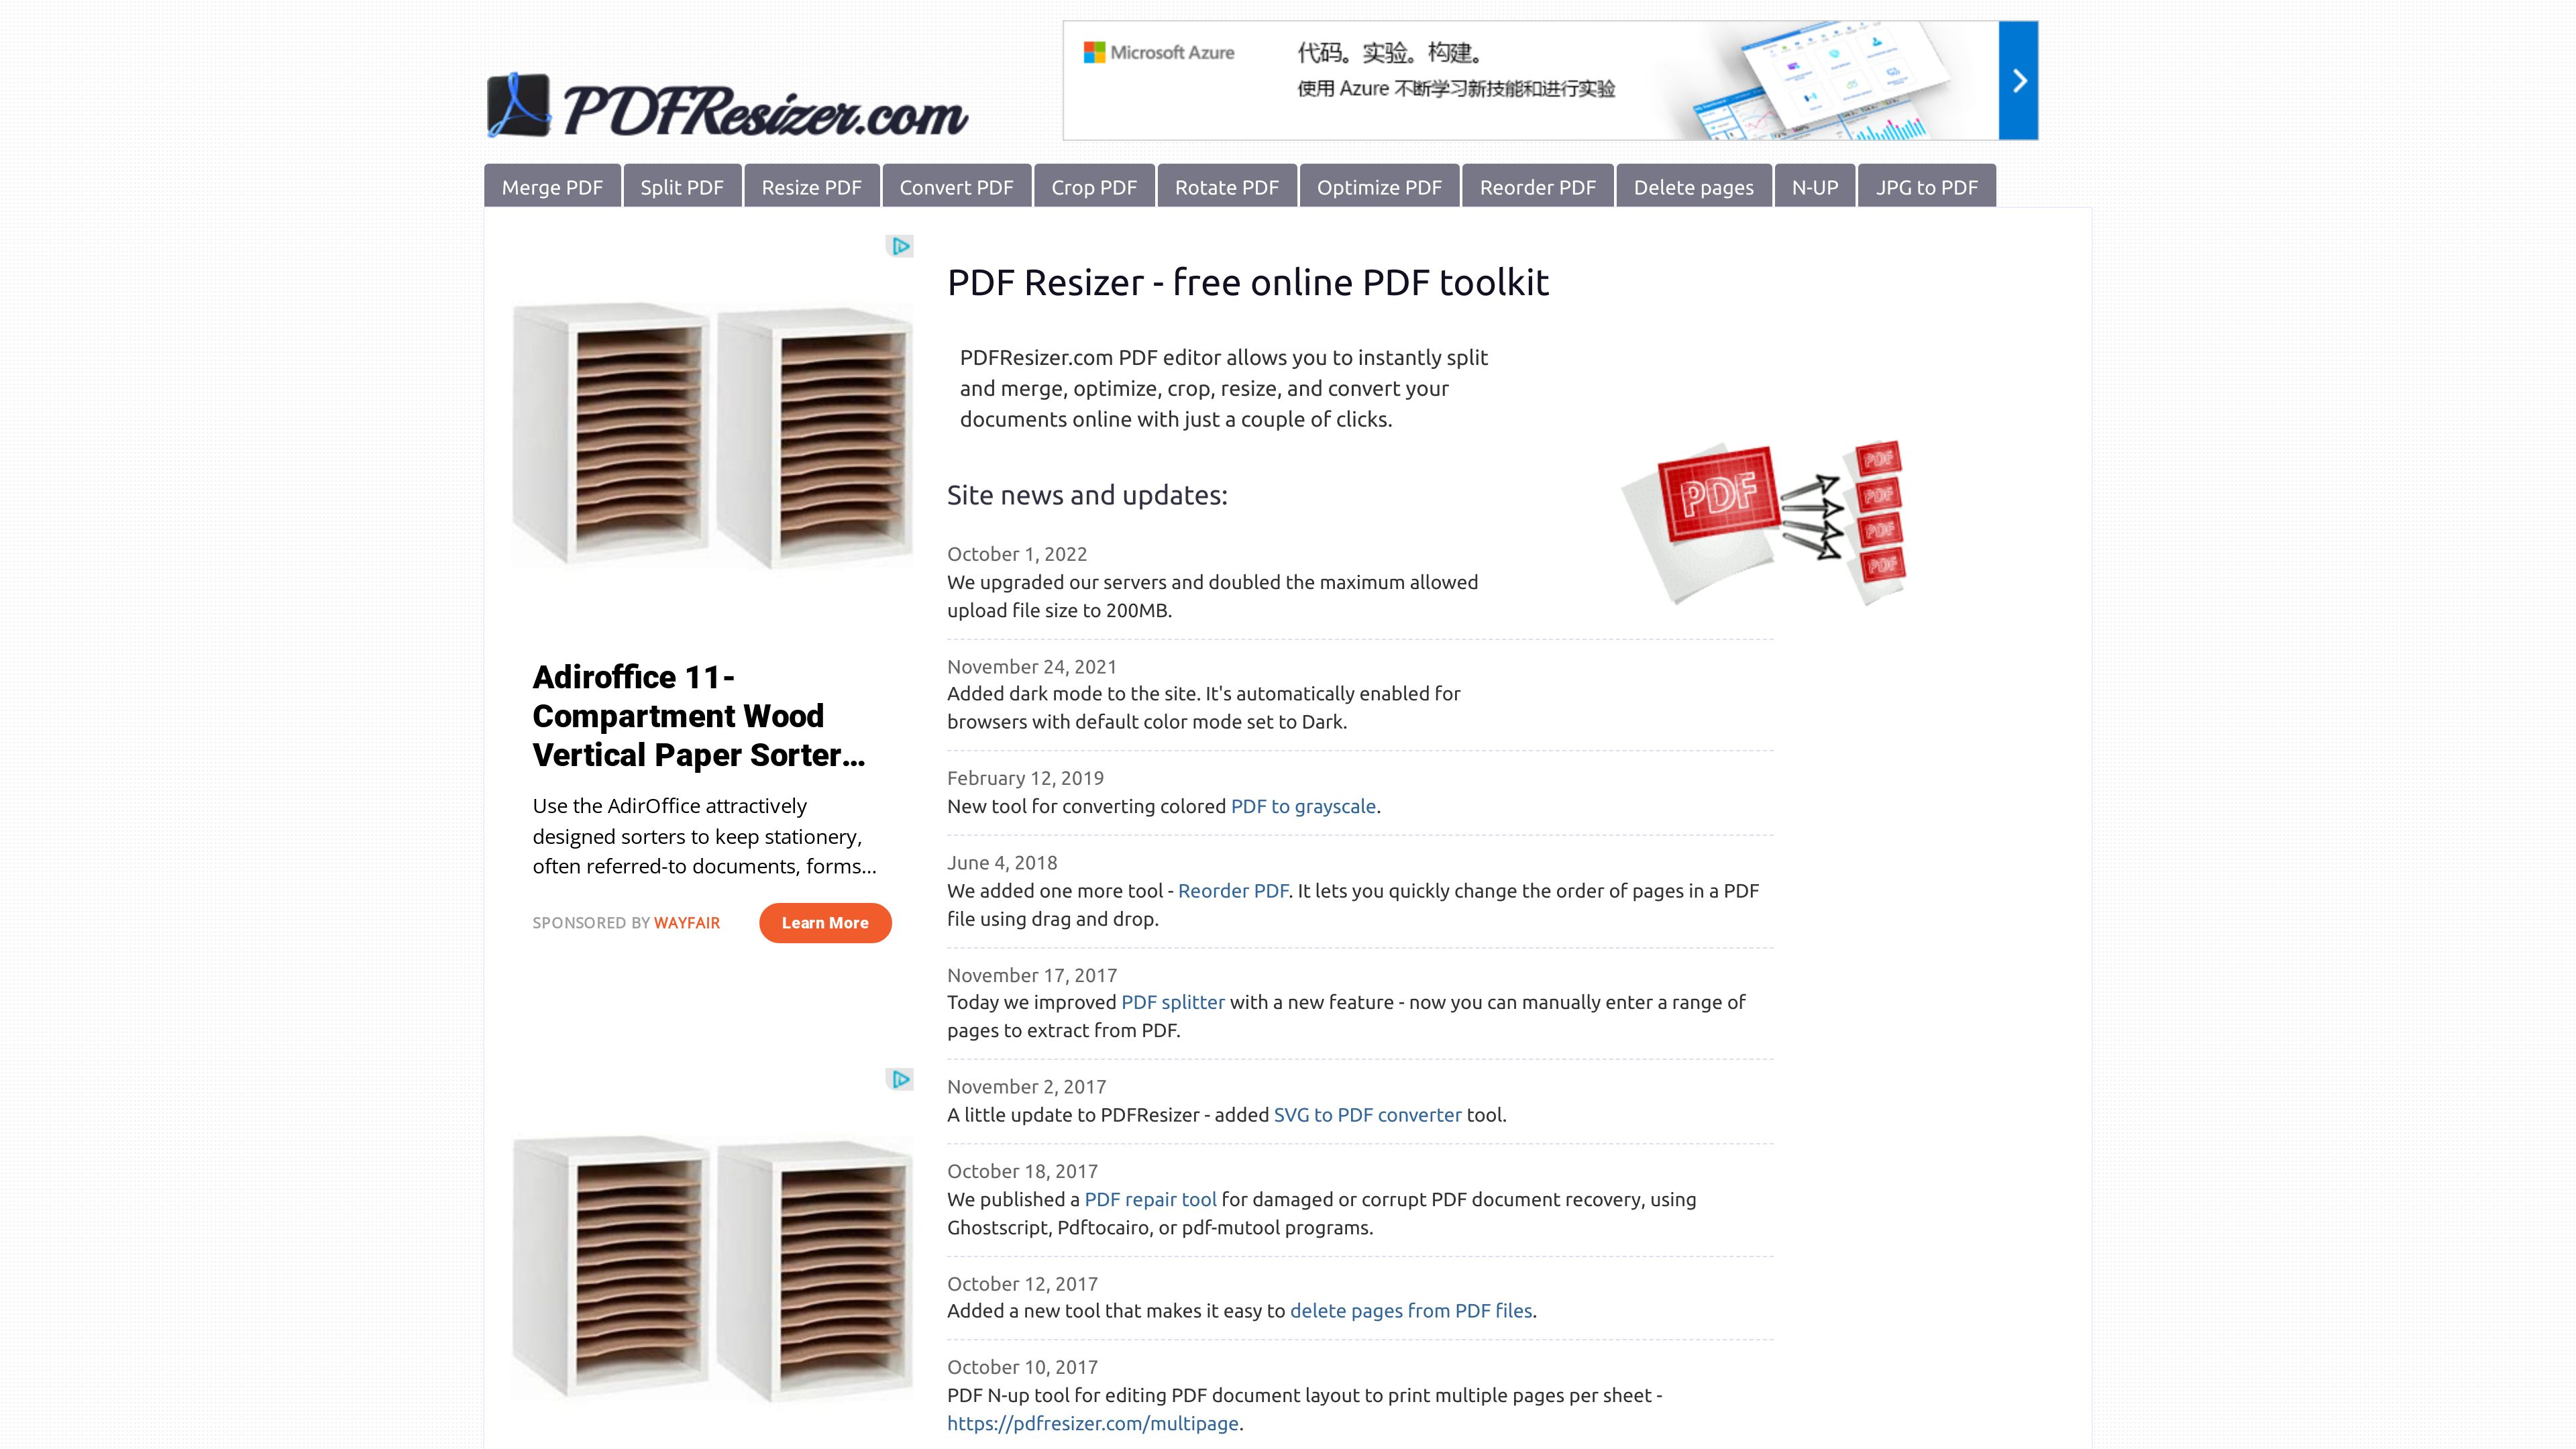 Microsoft Azure
代码。实验。构建。
使用 Azure 不断学习新技能和进行实验
PDFResizer.com
Merge PDF
Split PDF
Resize PDF
Convert PDF
Crop PDF
Rotate PDF
Optimize PDF
Reorder PDF
Delete pages
N-UP
JPG to PDF
Adiroffice 11-
Compartment Wood
Vertical Paper Sorter...
Use the AdirOffice attractively
designed sorters to keep stationery,
often referred-to documents, forms...
SPONSORED BY WAYFAIR
Learn More
PDF Resizer - free online PDF toolkit
PDFResizer.com PDF editor allows you to instantly split
and merge, optimize, crop, resize, and convert your
documents online with just a couple of clicks.
PDF
PDF
PDF
PDF
PDF
Site news and updates:
October 1, 2022
We upgraded our servers and doubled the maximum allowed
upload file size to 200MB.
November 24, 2021
Added dark mode to the site. It's automatically enabled for
browsers with default color mode set to Dark.
February 12, 2019
New tool for converting colored PDF to grayscale.
June 4, 2018
We added one more tool - Reorder PDF. It lets you quickly change the order of pages in a PDF
file using drag and drop.
November 17, 2017
Today we improved PDF splitter with a new feature - now you can manually enter a range of
pages to extract from PDF.
November 2, 2017
A little update to PDFResizer - added SVG to PDF converter tool.
October 18, 2017
We published a PDF repair tool for damaged or corrupt PDF document recovery, using
Ghostscript, Pdftocairo, or pdf-mutool programs.
October 12, 2017
Added a new tool that makes it easy to delete pages from PDF files.
October 10, 2017
PDF N-up tool for editing PDF document layout to print multiple pages per sheet -
https://pdfresizer.com/multipage.